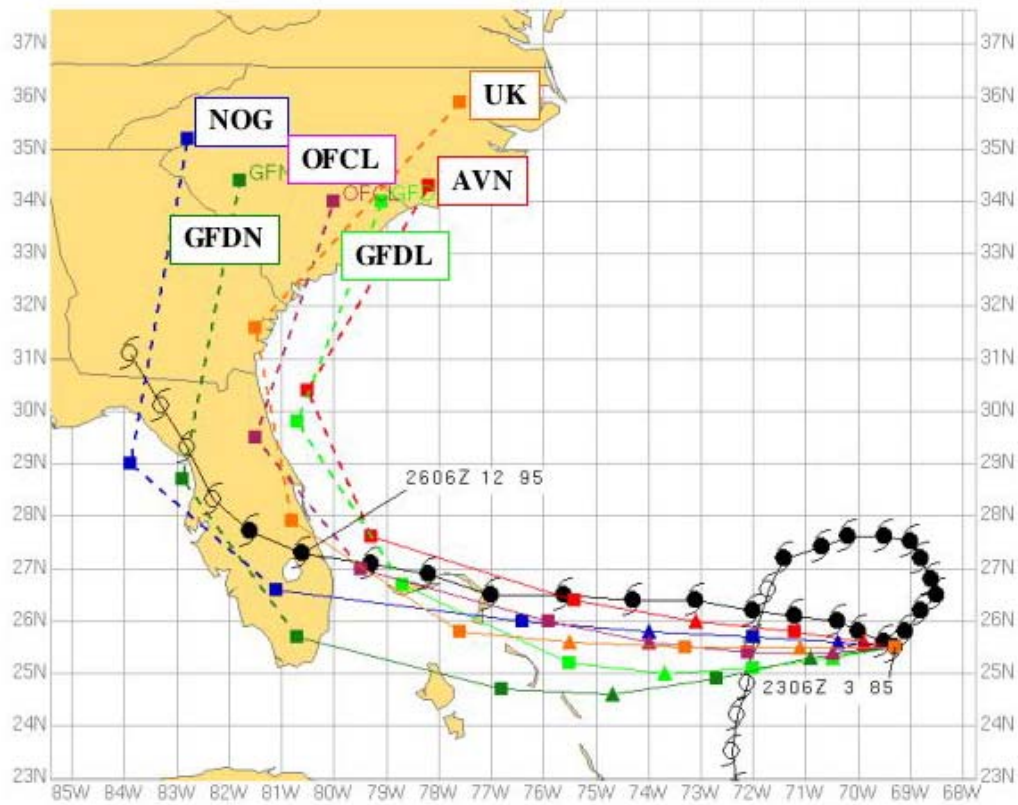 37N 37N
36N UK 36N
NOG
35N OFCL 35N
GFN AVN
34N OFCL GFD 34N
GFDN
33N GFDL 33N
32N 32N
31N 31N
30N 30N
29N 29N
2606Z 12 95
28N 28N
27N 27N
26N 26N
25N 25N
2306Z 3 85
24N 24N
23N 23N
85W 84W 83W 82W 81W 80W 79W 78W 77W 76W 75W 74W 73W 72W 71W 70W 69W 68W